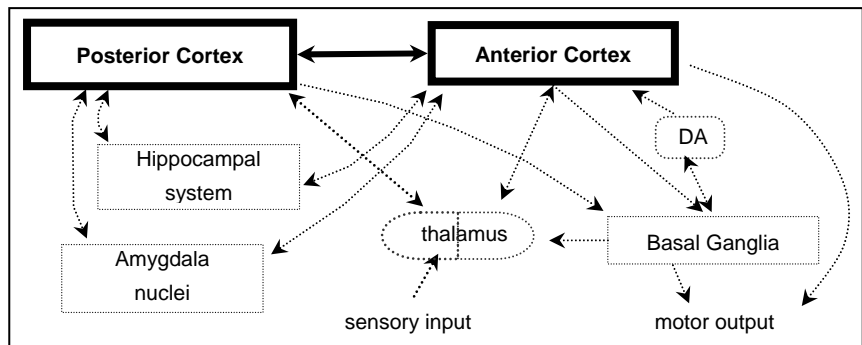 Posterior Cortex
Anterior Cortex
DA
Hippocampal
system
thalamus
Basal Ganglia
Amygdala
nuclei
sensory input
motor output